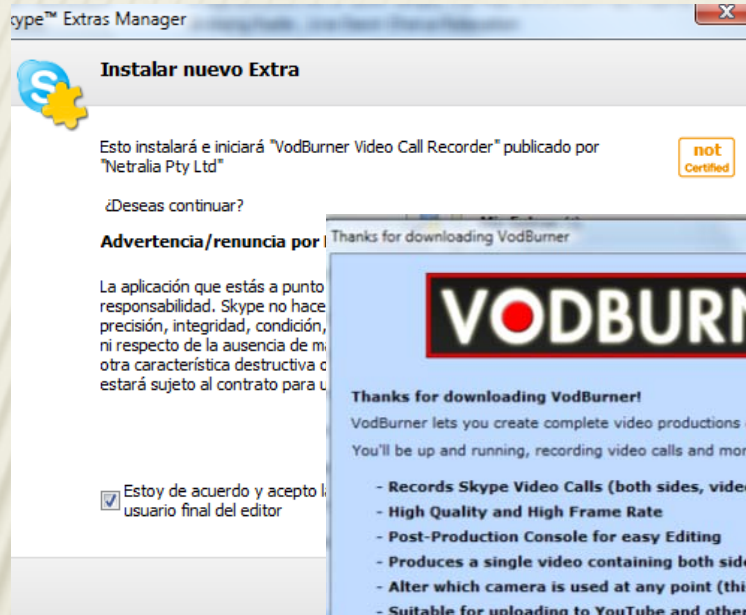 ype™ Extras Manager
Instalar nuevo Extra
Esto instalará e iniciará "VodBurner Video Call Recorder" publicado por
"Netralia Pty Ltd"
not
Certified
¿Deseas continuar?
Advertencia/renuncia por
La aplicación que estás a punto
responsabilidad. Skype no hace
precisión, integridad, condición,
ni respecto de la ausencia de
otra característica destructiva
estará sujeto al contrato para
Estoy de acuerdo y acepto
usuario final del editor
Thanks for downloading VodBurner
VODBURN
Thanks for downloading VodBurner!
VodBurner lets you create complete video productions
You'll be up and running, recording video calls and
- Records Skype Video Calls (both sides,
- High Quality and High Frame Rate
- Post-Production Console for easy Editing
- Produces a single video containing both
- Alter which camera is used at any point
- Suitable for uploading to YouTube and other